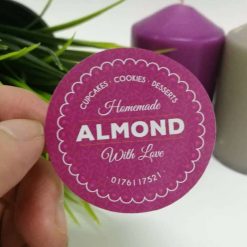 CUPCAKES · COOKIES · DESSERTS
Homemade
ALMOND
With Love
0176117521